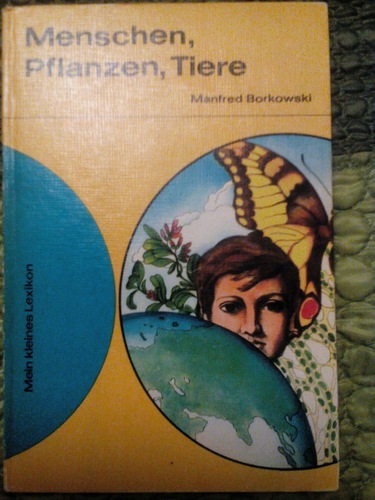 Menschen,
Pflanzen, Tiere
Manfred Borkowski
Mein kleines Lexikon